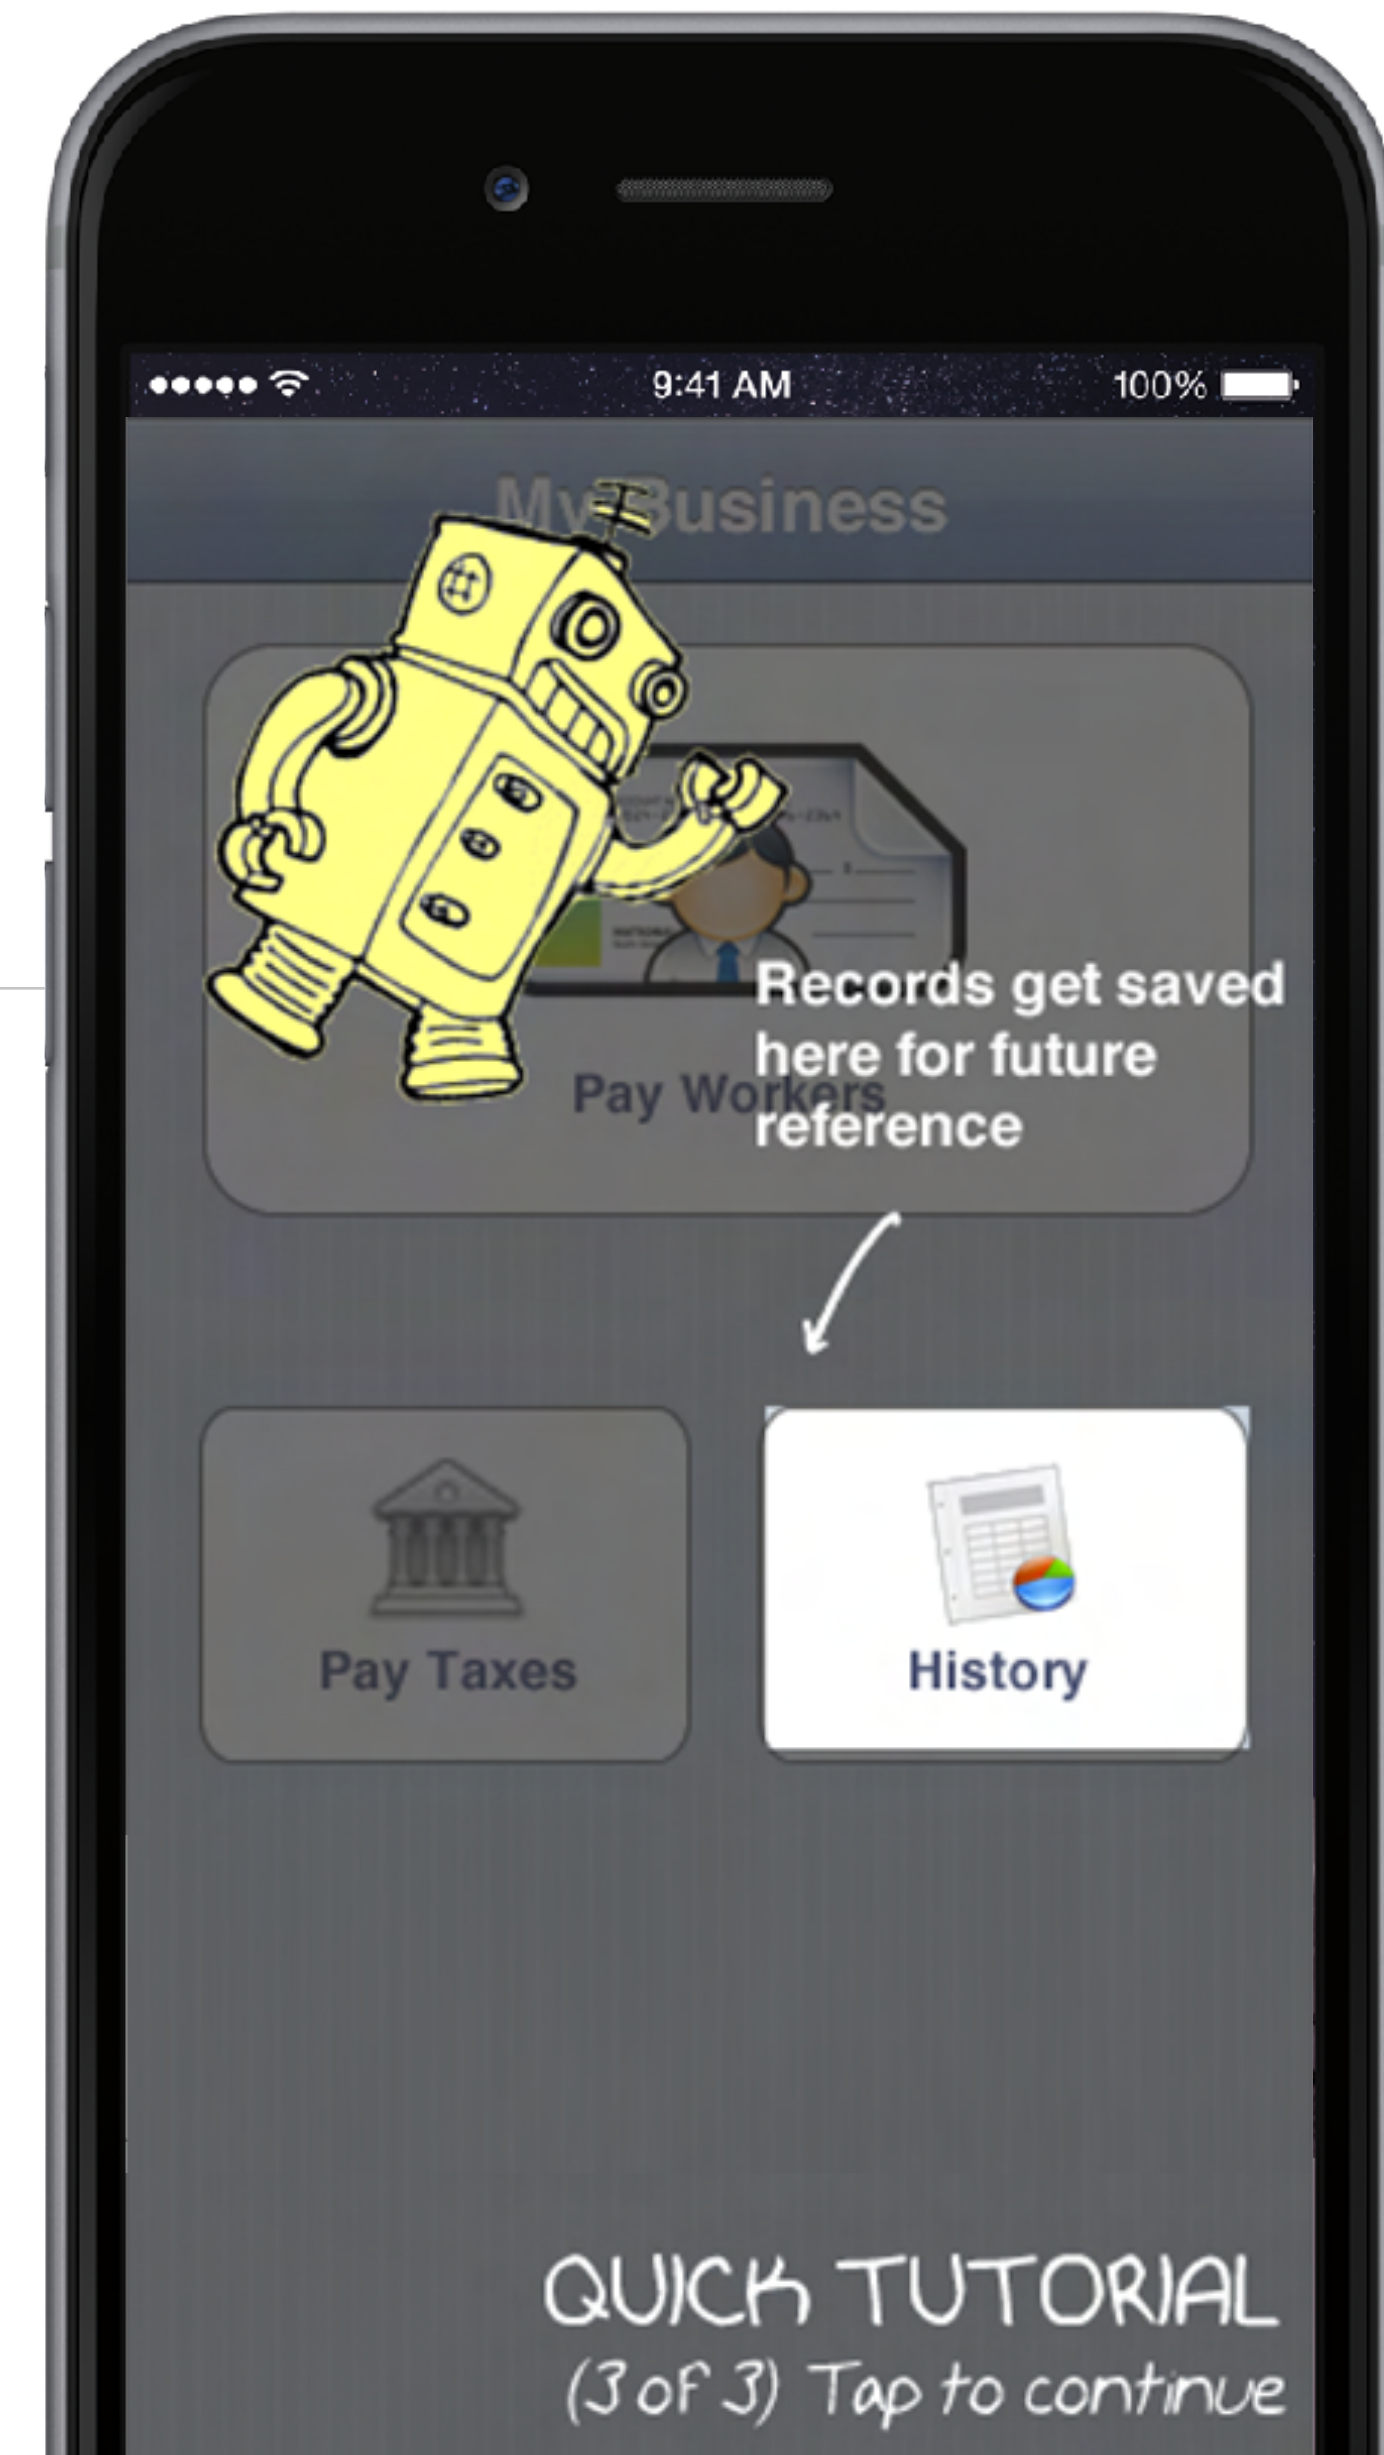 9:41 AM
100%
My Business
Records get saved
here for future
reference
Pay Workers
Pay Taxes
History
QUICK TUTORIAL
(3 of 3) Tap to continue